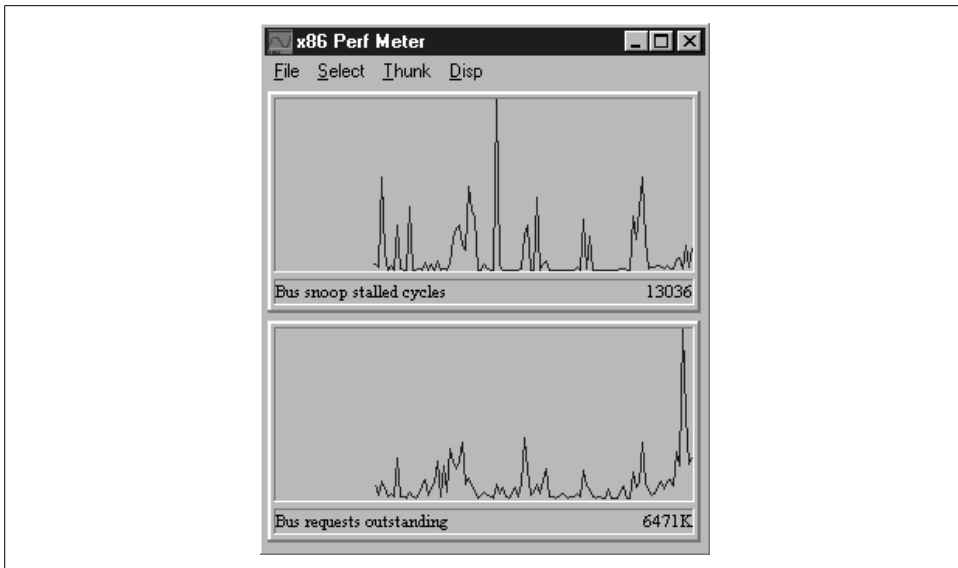 x86 Perf Meter
File Select Thunk Disp
Bus snoop stalled cycles 13036
Bus requests outstanding 6471K